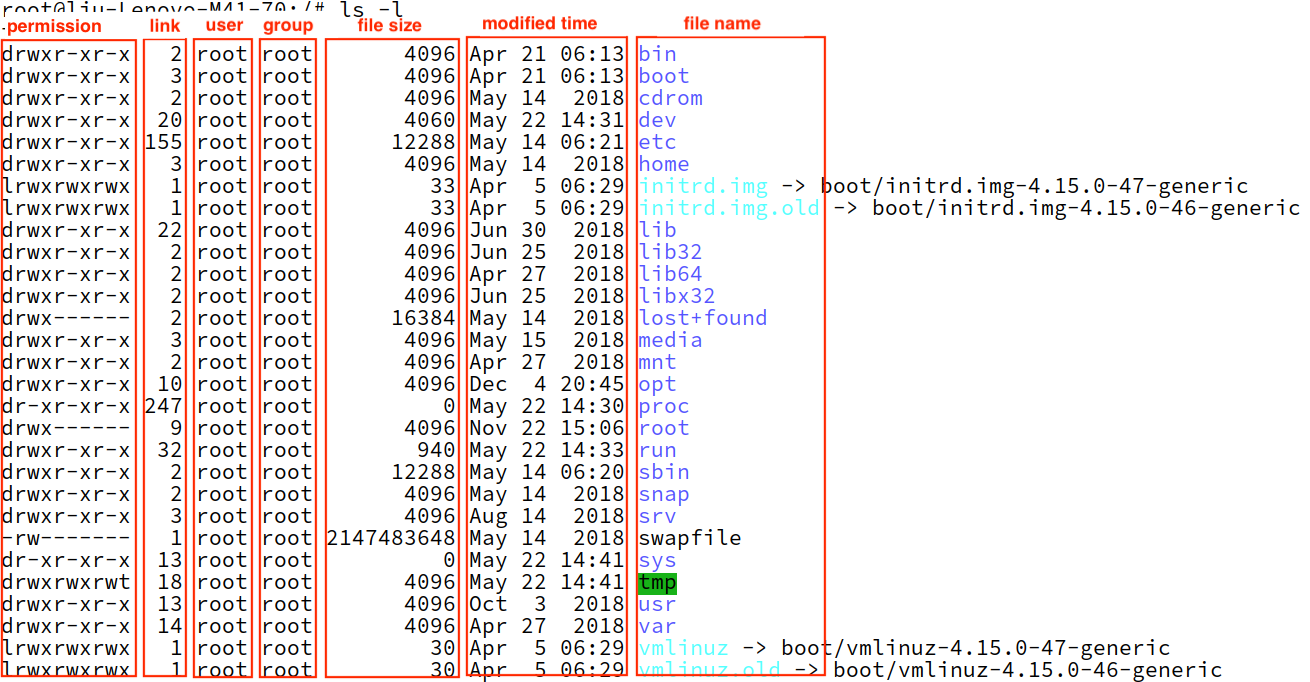 root@liu-Lenovo-M41-70:/# ls -l
permission link user group file size modified time file name
drwxr-xr-x 2 root root 4096 Apr 21 06:13 bin
drwxr-xr-x 3 root root 4096 Apr 21 06:13 boot
drwxr-xr-x 2 root root 4096 May 14 2018 cdrom
drwxr-xr-x 20 root root 4060 May 22 14:31 dev
drwxr-xr-x 155 root root 12288 May 14 06:21 etc
drwxr-xr-x 3 root root 4096 May 14 2018 home
lrwxrwxrwx 1 root root 33 Apr 5 06:29 initrd.img -> boot/initrd.img-4.15.0-47-generic
lrwxrwxrwx 1 root root 33 Apr 5 06:29 initrd.img.old -> boot/initrd.img-4.15.0-46-generic
drwxr-xr-x 22 root root 4096 Jun 30 2018 lib
drwxr-xr-x 2 root root 4096 Jun 25 2018 lib32
drwxr-xr-x 2 root root 4096 Apr 27 2018 lib64
drwxr-xr-x 2 root root 4096 Jun 25 2018 libx32
drwx------ 2 root root 16384 May 14 2018 lost+found
drwxr-xr-x 3 root root 4096 May 15 2018 media
drwxr-xr-x 2 root root 4096 Apr 27 2018 mnt
drwxr-xr-x 10 root root 4096 Dec 4 20:45 opt
dr-xr-xr-x 247 root root 0 May 22 14:30 proc
drwx------ 9 root root 4096 Nov 22 15:06 root
drwxr-xr-x 32 root root 940 May 22 14:33 run
drwxr-xr-x 2 root root 12288 May 14 06:20 sbin
drwxr-xr-x 2 root root 4096 May 14 2018 snap
drwxr-xr-x 3 root root 4096 Aug 14 2018 srv
-rw------- 1 root root 2147483648 May 14 2018 swapfile
dr-xr-xr-x 13 root root 0 May 22 14:41 sys
drwxrwxrwt 18 root root 4096 May 22 14:41 tmp
drwxr-xr-x 13 root root 4096 Oct 3 2018 usr
drwxr-xr-x 14 root root 4096 Apr 27 2018 var
lrwxrwxrwx 1 root root 30 Apr 5 06:29 vmlinuz -> boot/vmlinuz-4.15.0-47-generic
lrwxrwxrwx 1 root root 30 Apr 5 06:29 vmlinuz.old -> boot/vmlinuz-4.15.0-46-generic